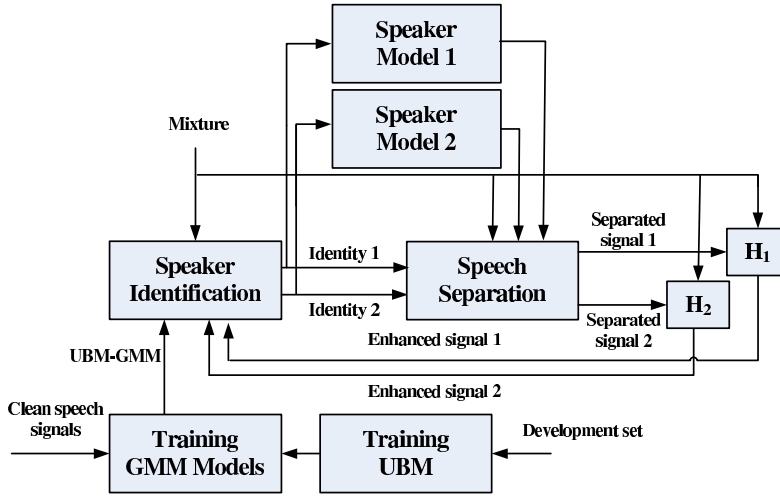 Speaker
Model 1
Speaker
Model 2
Mixture
Separated
signal 1
H1
Speaker
Identification
Identity 1
Identity 2
Speech
Separation
H2
Separated
signal 2
UBM-GMM
Enhanced signal 1
Enhanced signal 2
Clean speech
signals
Training
GMM Models
Training
UBM
Development set